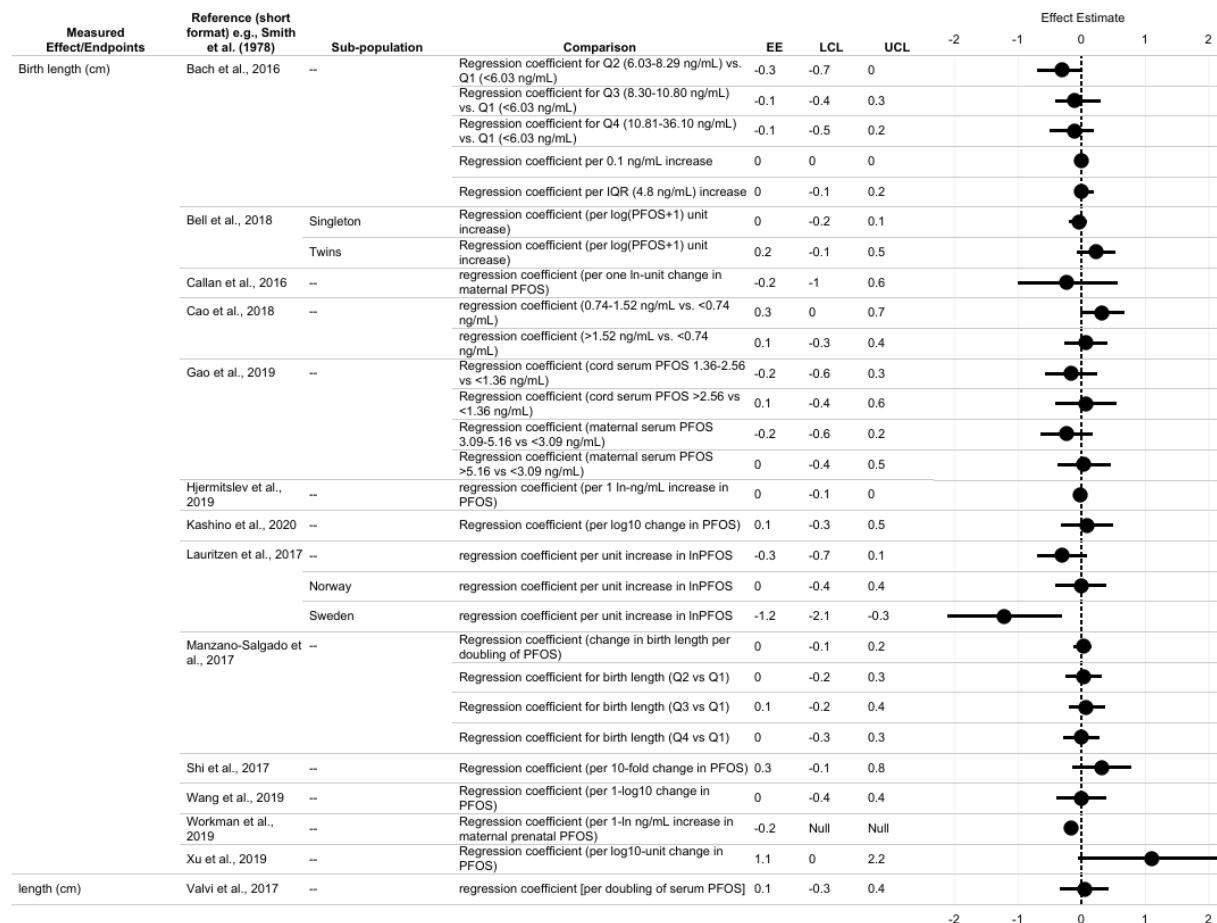 Measured Effect/Endpoints Reference (short format) e.g., Smith et al. (1978) Sub-population Comparison EE LCL UCL Effect Estimate
-2 -1 0 1 2
Birth length (cm) Bach et al., 2016 -- Regression coefficient for Q2 (6.03-8.29 ng/mL) vs. Q1 (<6.03 ng/mL) -0.3 -0.7 0
Regression coefficient for Q3 (8.30-10.80 ng/mL) vs. Q1 (<6.03 ng/mL) -0.1 -0.4 0.3
Regression coefficient for Q4 (10.81-36.10 ng/mL) vs. Q1 (<6.03 ng/mL) -0.1 -0.5 0.2
Regression coefficient per 0.1 ng/mL increase 0 0 0
Regression coefficient per IQR (4.8 ng/mL) increase 0 -0.1 0.2
Bell et al., 2018 Singleton Regression coefficient (per log(PFOS+1) unit increase) 0 -0.2 0.1
Twins Regression coefficient (per log(PFOS+1) unit increase) 0.2 -0.1 0.5
Callan et al., 2016 -- regression coefficient (per one ln-unit change in maternal PFOS) -0.2 -1 0.6
Cao et al., 2018 -- regression coefficient (0.74-1.52 ng/mL vs. <0.74 ng/mL) 0.3 0 0.7
regression coefficient (>1.52 ng/mL vs. <0.74 ng/mL) 0.1 -0.3 0.4
Gao et al., 2019 -- Regression coefficient (cord serum PFOS 1.36-2.56 vs <1.36 ng/mL) -0.2 -0.6 0.3
Regression coefficient (cord serum PFOS >2.56 vs <1.36 ng/mL) 0.1 -0.4 0.6
Regression coefficient (maternal serum PFOS 3.09-5.16 vs <3.09 ng/mL) -0.2 -0.6 0.2
Regression coefficient (maternal serum PFOS >5.16 vs <3.09 ng/mL) 0 -0.4 0.5
Hjermitslev et al., 2019 -- regression coefficient (per 1 ln-ng/mL increase in PFOS) 0 -0.1 0
Kashino et al., 2020 -- Regression coefficient (per log10 change in PFOS) 0.1 -0.3 0.5
Lauritzen et al., 2017 -- regression coefficient per unit increase in lnPFOS -0.3 -0.7 0.1
Norway regression coefficient per unit increase in lnPFOS 0 -0.4 0.4
Sweden regression coefficient per unit increase in lnPFOS -1.2 -2.1 -0.3
Manzano-Salgado et al., 2017 -- Regression coefficient (change in birth length per doubling of PFOS) 0 -0.1 0.2
Regression coefficient for birth length (Q2 vs Q1) 0 -0.2 0.3
Regression coefficient for birth length (Q3 vs Q1) 0.1 -0.2 0.4
Regression coefficient for birth length (Q4 vs Q1) 0 -0.3 0.3
Shi et al., 2017 -- Regression coefficient (per 10-fold change in PFOS) 0.3 -0.1 0.8
Wang et al., 2019 -- Regression coefficient (per 1-log10 change in PFOS) 0 -0.4 0.4
Workman et al., 2019 -- Regression coefficient (per 1-ln ng/mL increase in maternal prenatal PFOS) -0.2 Null Null
Xu et al., 2019 -- Regression coefficient (per log10-unit change in PFOS) 1.1 0 2.2
length (cm) Valvi et al., 2017 -- regression coefficient [per doubling of serum PFOS] 0.1 -0.3 0.4
-2 -1 0 1 2